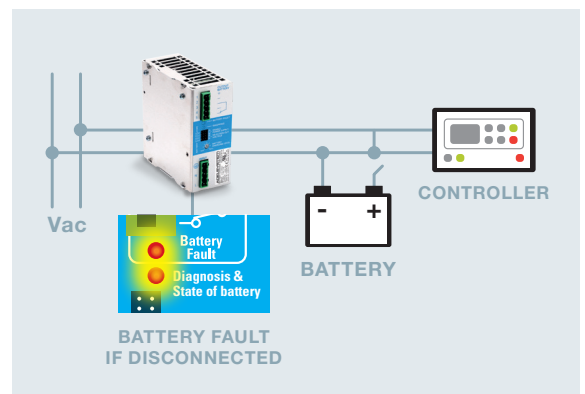 Vac
Battery
Fault
Diagnosis &
State of battery
BATTERY FAULT
IF DISCONNECTED
-
+
BATTERY
CONTROLLER